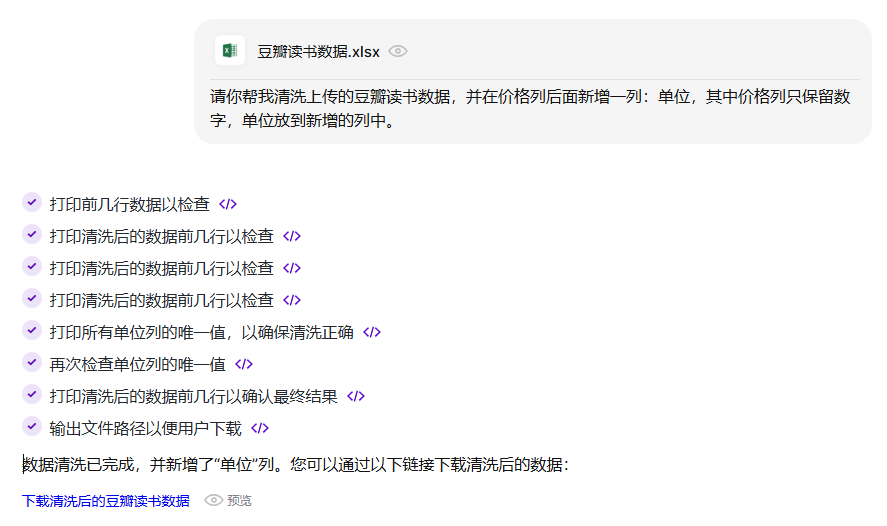 豆瓣读书数据.xlsx
请你帮我清洗上传的豆瓣读书数据，并在价格列后面新增一列：单位，其中价格列只保留数
字，单位放到新增的列中。
打印前几行数据以检查 </>
打印清洗后的数据前几行以检查 </>
打印清洗后的数据前几行以检查 </>
打印清洗后的数据前几行以检查 </>
打印所有单位列的唯一值，以确保清洗正确 </>
再次检查单位列的唯一值 </>
打印清洗后的数据前几行以确认最终结果 </>
输出文件路径以便用户下载 </>
数据清洗已完成，并新增了“单位”列。您可以通过以下链接下载清洗后的数据：
下载清洗后的豆瓣读书数据 预览